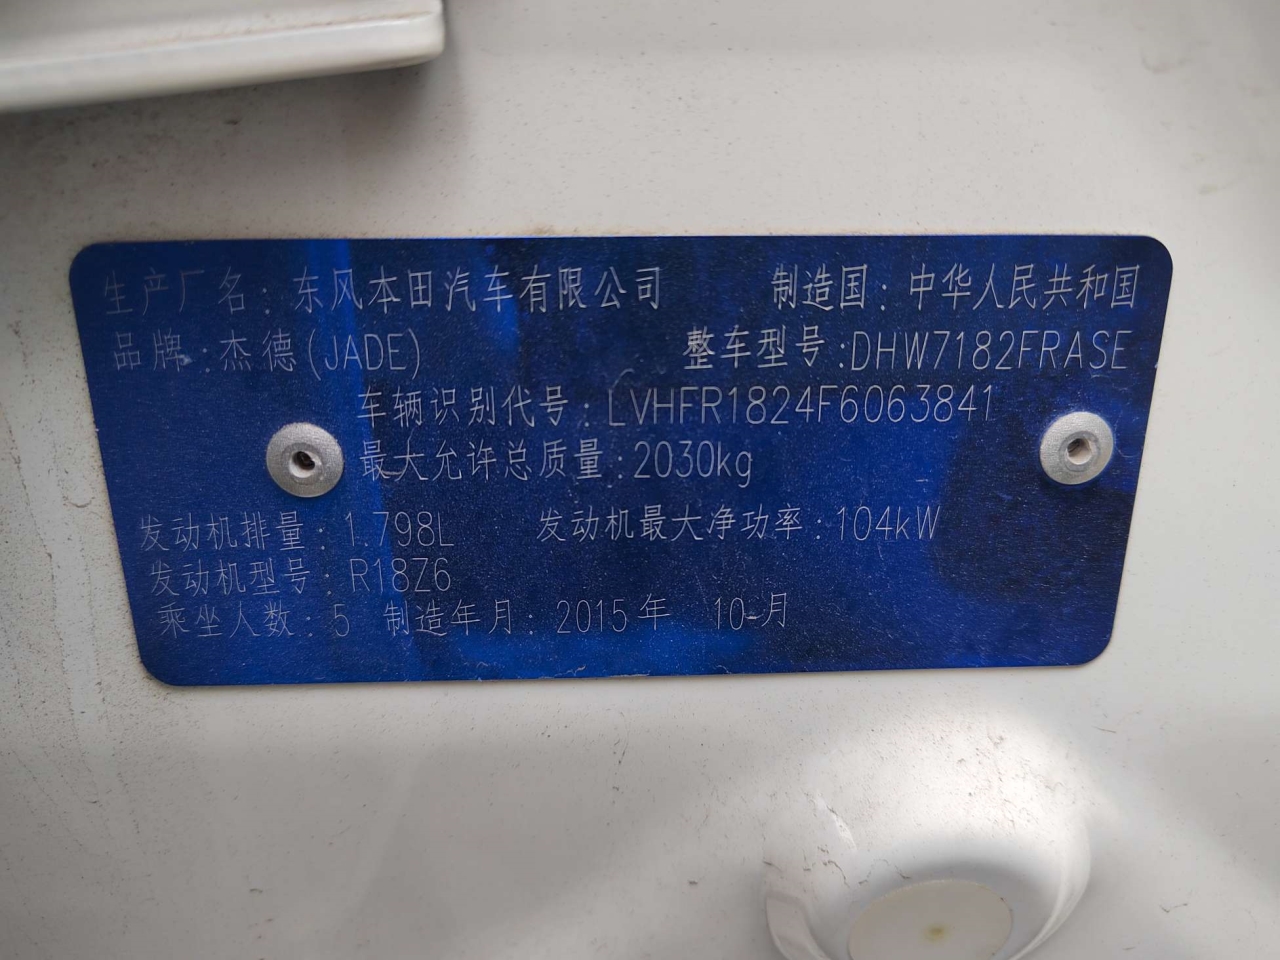 生产厂名：东风本田汽车有限公司 制造国：中华人民共和国
品牌：杰德(JADE) 整车型号:DHW7182FRASE
车辆识别代号：LVHFR1824F6063841
最大允许总质量:2030kg
发动机排量：1.798L 发动机最大净功率：104kW
发动机型号：R18Z6
乘坐人数：5 制造年月：2015年 10月